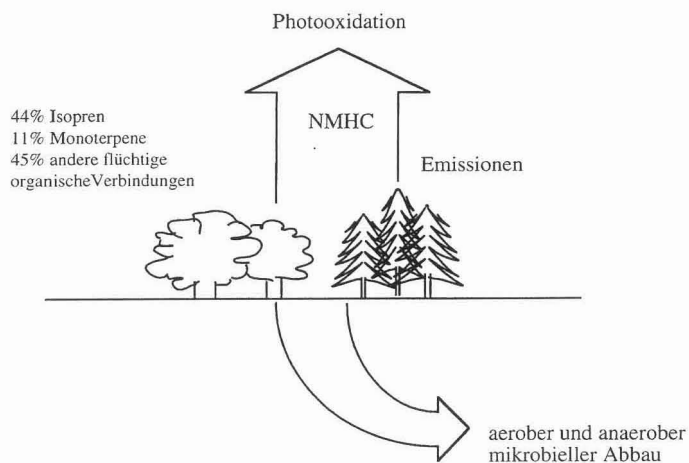 Photooxidation
44% Isopren
11% Monoterpene
45% andere flüchtige
organischeVerbindungen
NMHC
Emissionen
aerober und anaerober
mikrobieller Abbau